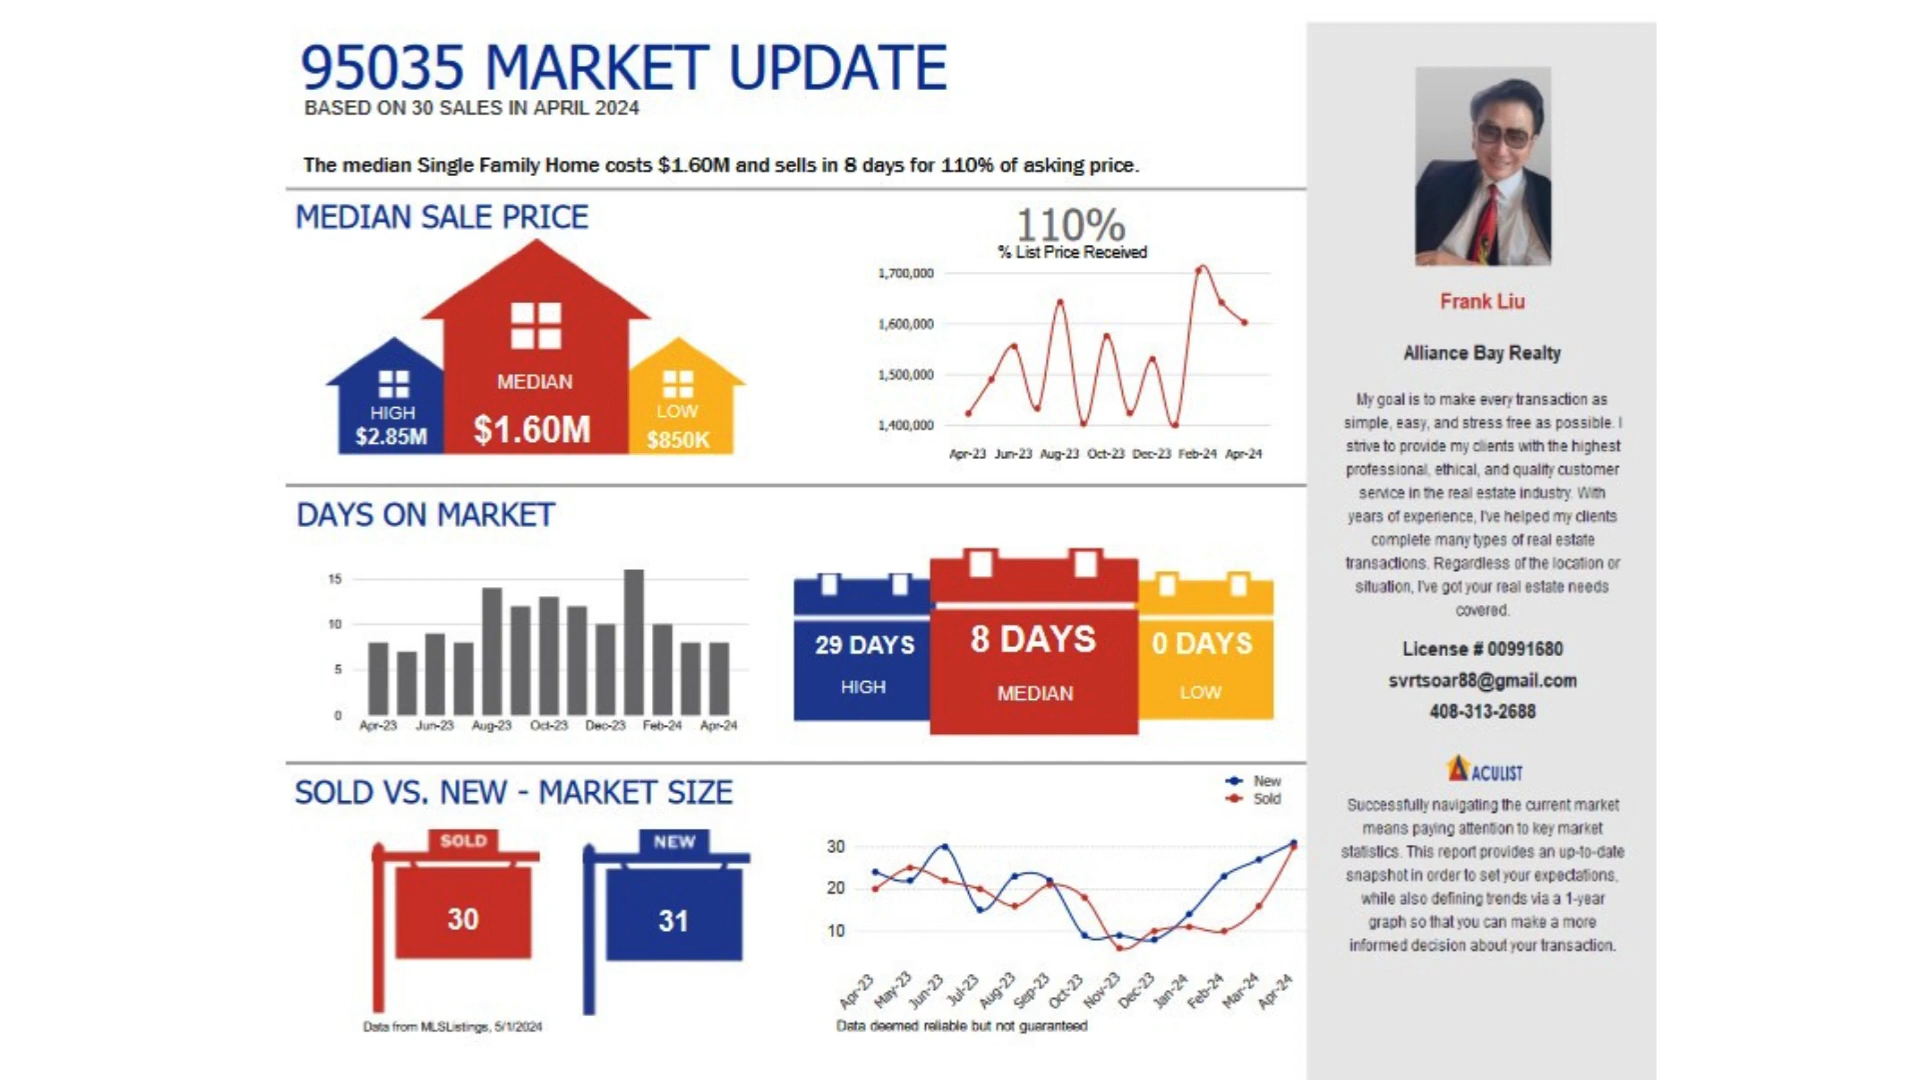 95035 MARKET UPDATE
BASED ON 30 SALES IN APRIL 2024
The median Single Family Home costs $1.60M and sells in 8 days for 110% of asking price.
MEDIAN SALE PRICE
HIGH
$2.85M
MEDIAN
$1.60M
LOW
$850K
110%
% List Price Received
1,700,000
1,600,000
1,500,000
1,400,000
Apr-23 Jun-23 Aug-23 Oct-23 Dec-23 Feb-24 Apr-24
DAYS ON MARKET
15
10
5
0
Apr-23 Jun-23 Aug-23 Oct-23 Dec-23 Feb-24 Apr-24
29 DAYS
HIGH
8 DAYS
MEDIAN
0 DAYS
LOW
SOLD VS. NEW - MARKET SIZE
SOLD
30
NEW
31
New
Sold
30
20
10
Apr-23 May-23 Jun-23 Jul-23 Aug-23 Sep-23 Oct-23 Nov-23 Dec-23 Jan-24 Feb-24 Mar-24 Apr-24
Data from MLSListings, 5/1/2024
Data deemed reliable but not guaranteed
Frank Liu
Alliance Bay Realty
My goal is to make every transaction as
simple, easy, and stress free as possible. I
strive to provide my clients with the highest
professional, ethical, and quality customer
service in the real estate industry. With
years of experience, I've helped my clients
complete many types of real estate
transactions. Regardless of the location or
situation, I've got your real estate needs
covered.
License # 00991680
svrtsoar88@gmail.com
408-313-2688
ACULIST
Successfully navigating the current market
means paying attention to key market
statistics. This report provides an up-to-date
snapshot in order to set your expectations,
while also defining trends via a 1-year
graph so that you can make a more
informed decision about your transaction.